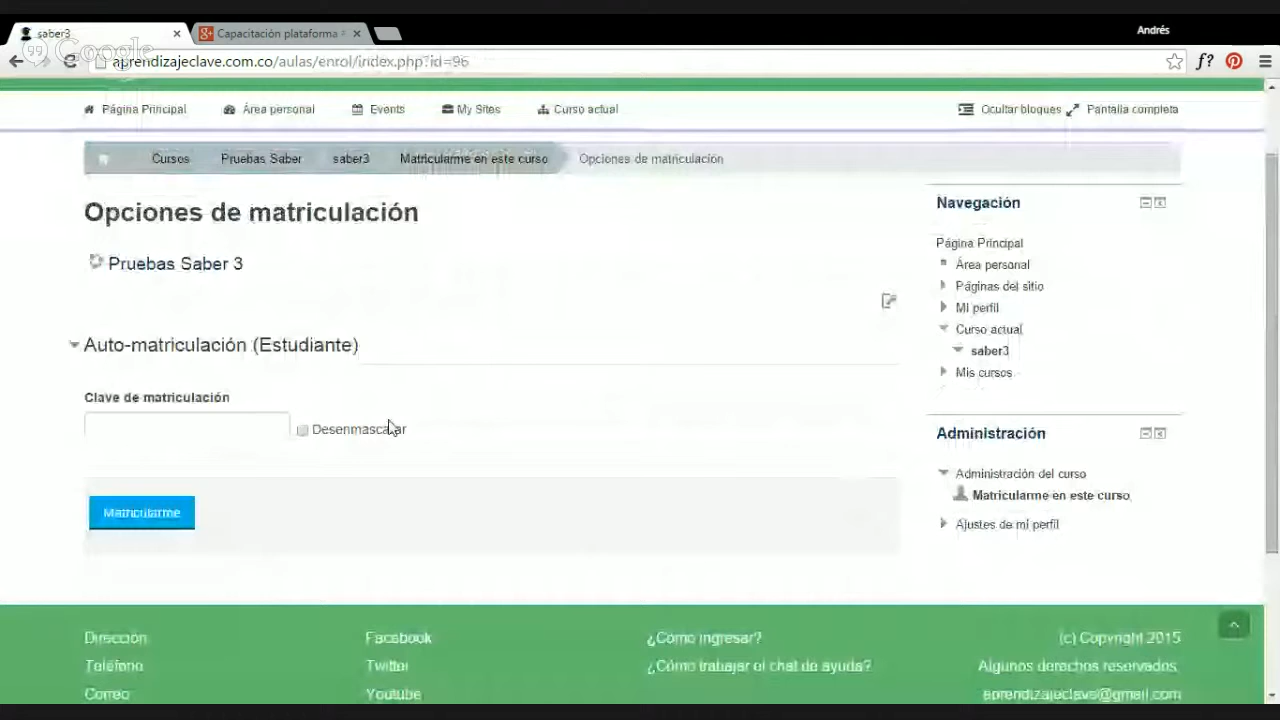 saber3
Capacitación plataforma
Andrés
Google
aprendizajeclave.com.co/aulas/enrol/index.php?id=96
f?
Página Principal
Área personal
Events
My Sites
Curso actual
Ocultar bloques
Pantalla completa
Cursos
Pruebas Saber
saber3
Matricularme en este curso
Opciones de matriculación
Opciones de matriculación
Pruebas Saber 3
Auto-matriculación (Estudiante)
Clave de matriculación
Desenmascarar
Matricularme
Navegación
Página Principal
Área personal
Páginas del sitio
Mi perfil
Curso actual
saber3
Mis cursos
Administración
Administración del curso
Matricularme en este curso
Ajustes de mi perfil
Dirección
Teléfono
Correo
Facebook
Twitter
Youtube
¿Como ingresar?
¿Cómo trabajar el chat de ayuda?
(c) Copyright 2015
Algunos derechos reservados.
aprendizajeclave@gmail.com